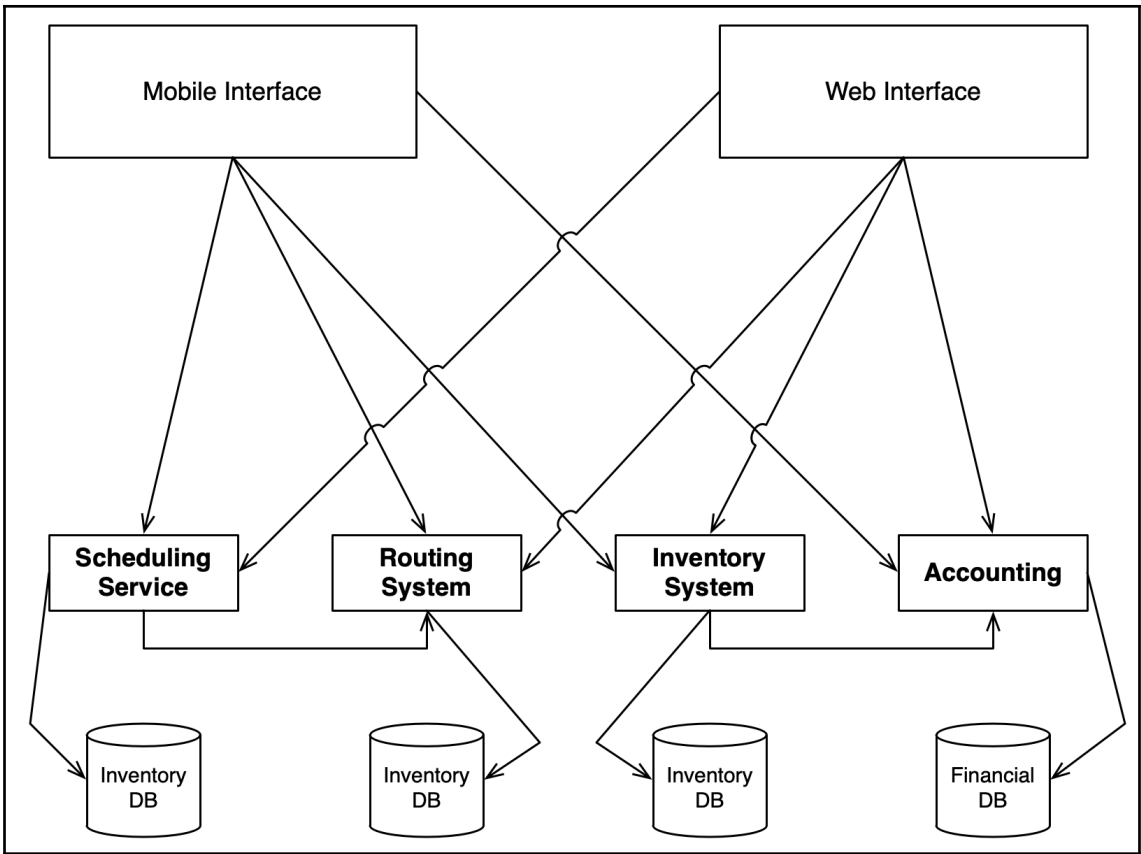 Mobile Interface
Web Interface
Scheduling
Service
Routing
System
Inventory
System
Accounting
Inventory
DB
Inventory
DB
Inventory
DB
Financial
DB